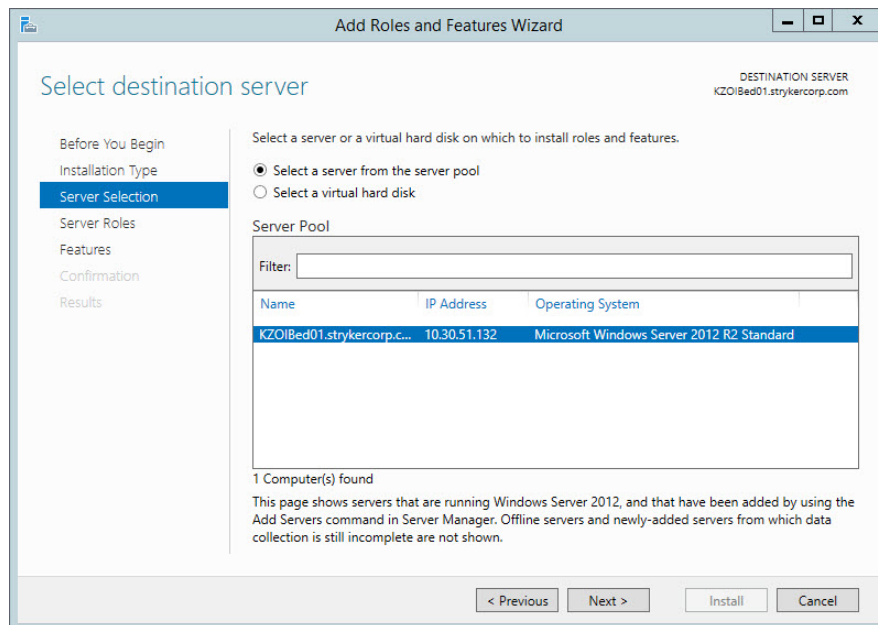 Add Roles and Features Wizard
Select destination server
DESTINATION SERVER
KZOIBed01.strykercorp.com
Before You Begin
Installation Type
Server Selection
Server Roles
Features
Confirmation
Results
Select a server or a virtual hard disk on which to install roles and features.
Select a server from the server pool
Select a virtual hard disk
Server Pool
Filter:
Name IP Address Operating System
KZOIBed01.strykercorp.c... 10.30.51.132 Microsoft Windows Server 2012 R2 Standard
1 Computer(s) found
This page shows servers that are running Windows Server 2012, and that have been added by using the
Add Servers command in Server Manager. Offline servers and newly-added servers from which data
collection is still incomplete are not shown.
< Previous Next > Install Cancel